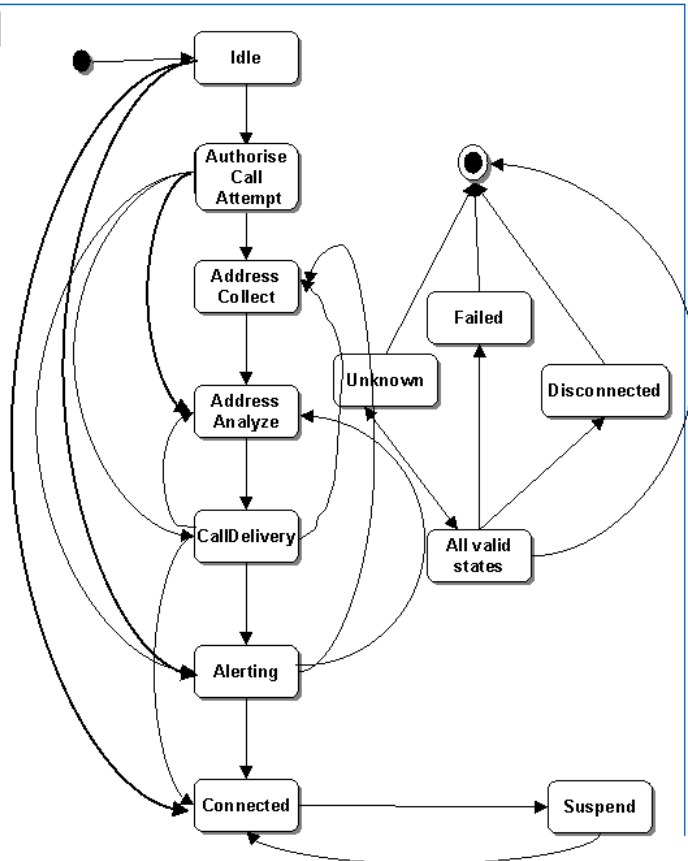 Idle
Authorise
Call
Attempt
Address
Collect
Failed
Unknown
Disconnected
Address
Analyze
CallDelivery
All valid
states
Alerting
Connected
Suspend